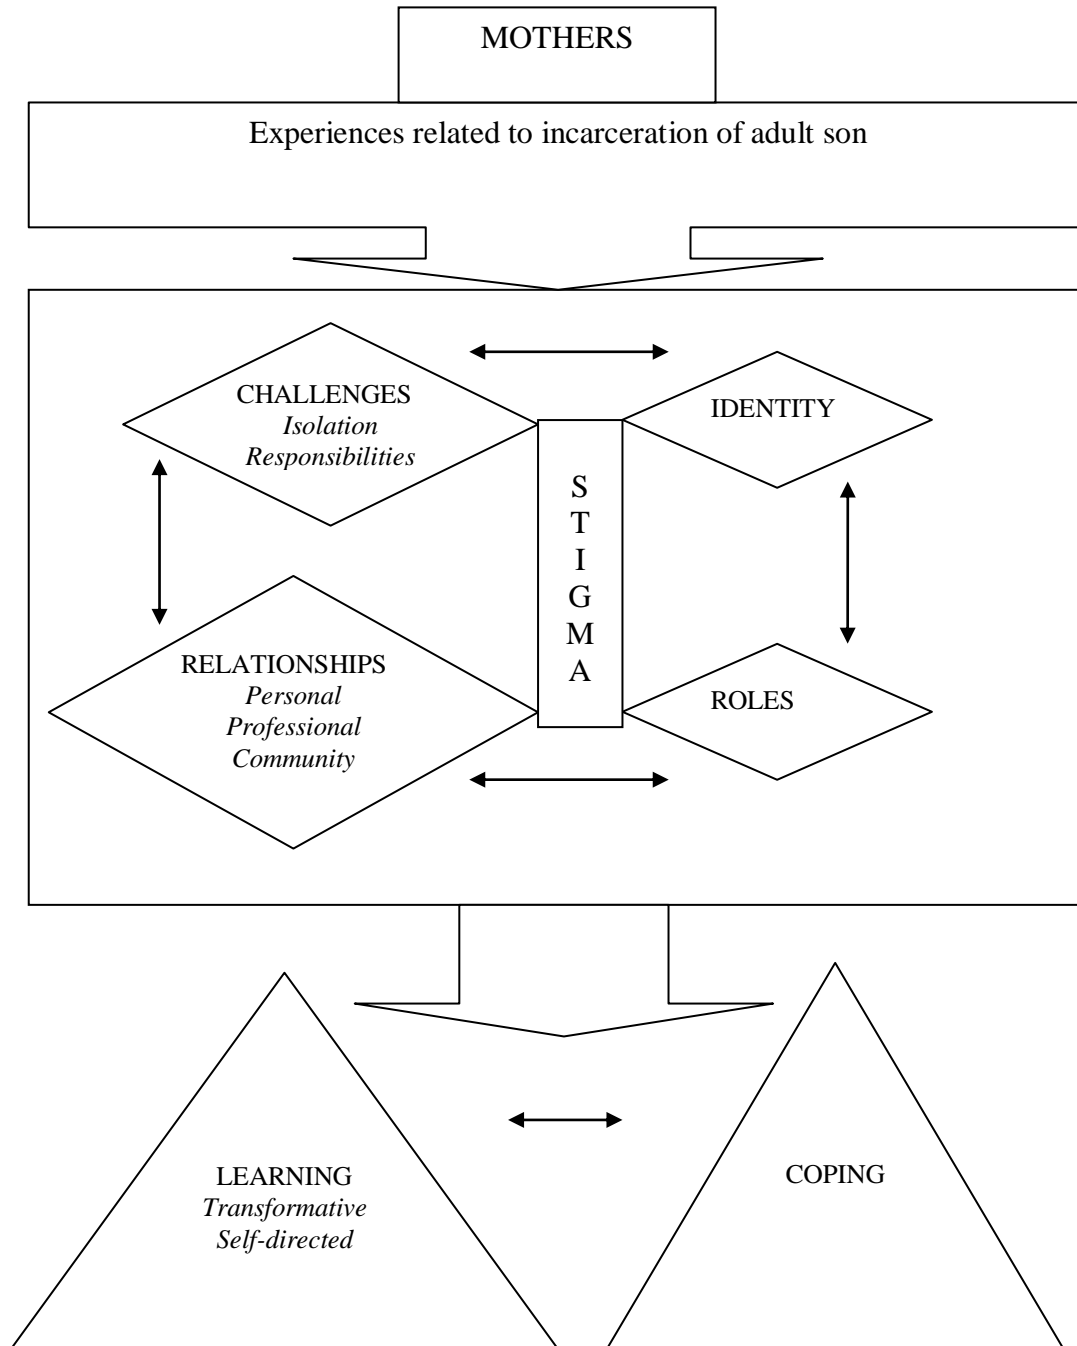 MOTHERS
Experiences related to incarceration of adult son
CHALLENGES
Isolation
Responsibilities
IDENTITY
S
T
I
G
M
A
RELATIONSHIPS
Personal
Professional
Community
ROLES
LEARNING
Transformative
Self-directed
COPING